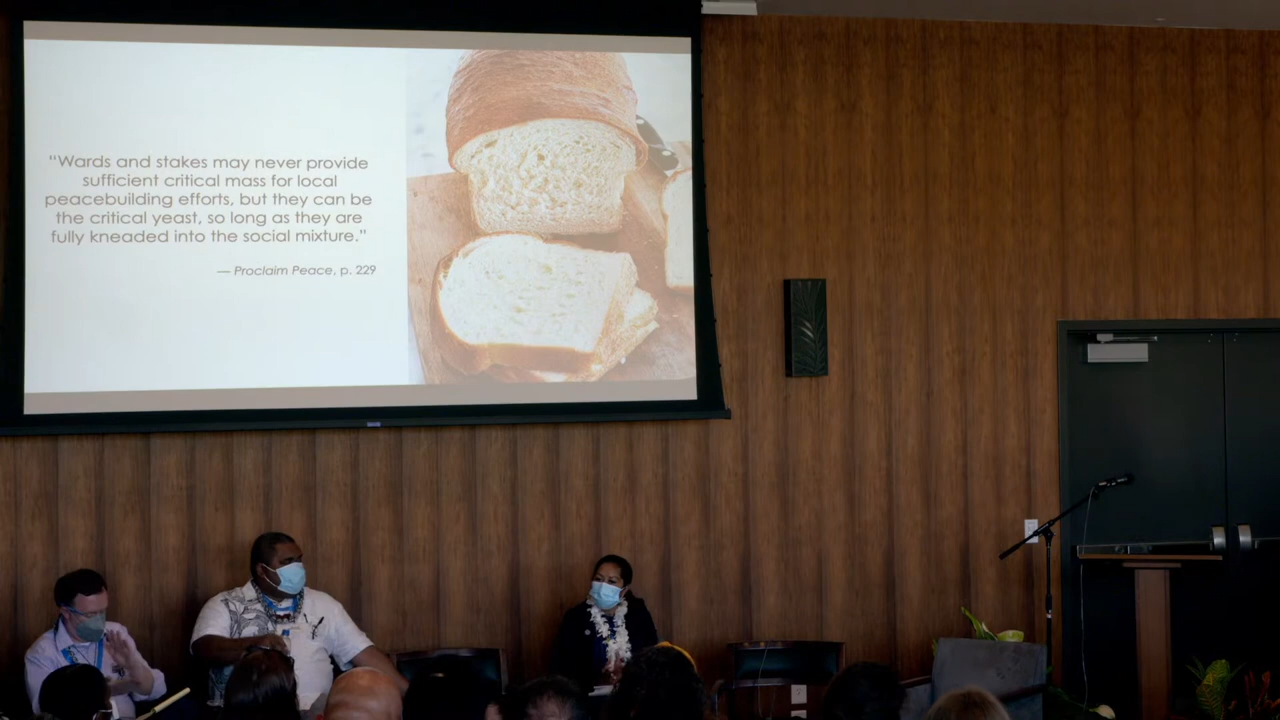 “Wards and stakes may never provide
sufficient critical mass for local
peacebuilding efforts, but they can be
the critical yeast, so long as they are
fully kneaded into the social mixture.”
— Proclaim Peace, p. 229